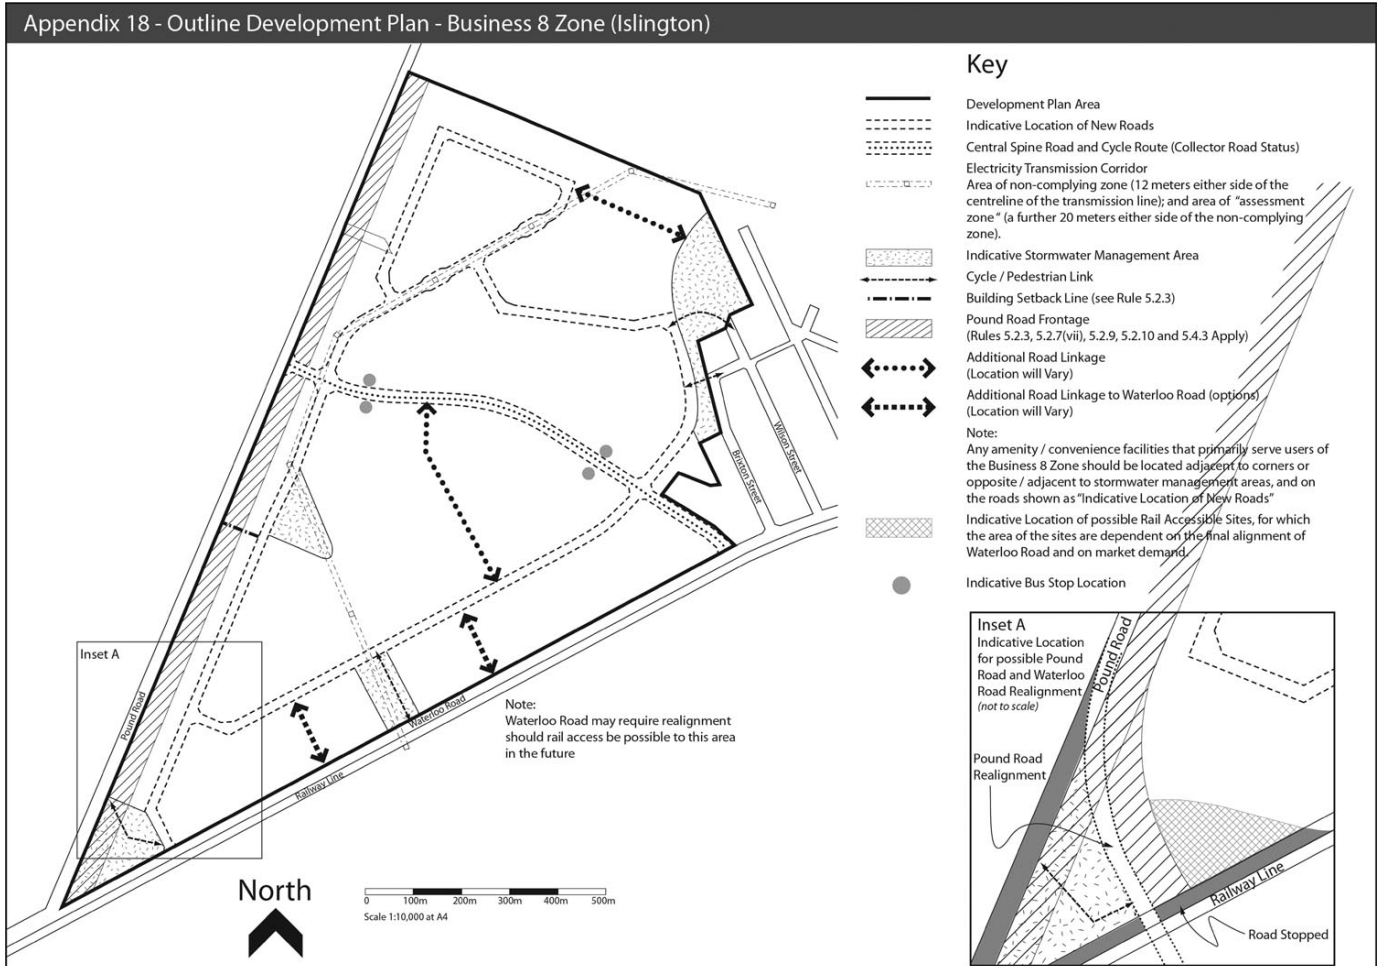 Appendix 18 - Outline Development Plan - Business 8 Zone (Islington)
Key
Development Plan Area
Indicative Location of New Roads
Central Spine Road and Cycle Route (Collector Road Status)
Electricity Transmission Corridor
Area of non-complying zone (12 meters either side of the
centreline of the transmission line); and area of "assessment
zone" (a further 20 meters either side of the non-complying
zone).
Indicative Stormwater Management Area
Cycle / Pedestrian Link
Building Setback Line (see Rule 5.2.3)
Pound Road Frontage
(Rules 5.2.3, 5.2.7(vii), 5.2.9, 5.2.10 and 5.4.3 Apply)
Additional Road Linkage
(Location will Vary)
Additional Road Linkage to Waterloo Road (options)
(Location will Vary)
Note:
Any amenity / convenience facilities that primarily serve users of
the Business 8 Zone should be located adjacent to corners or
opposite / adjacent to stormwater management areas, and on
the roads shown as "Indicative Location of New Roads"
Indicative Location of possible Rail Accessible Sites, for which
the area of the sites are dependent on the final alignment of
Waterloo Road and on market demand.
Indicative Bus Stop Location
Wilson Street
Brixton Street
Inset A
Pound Road
Waterloo Road
Railway Line
Note:
Waterloo Road may require realignment
should rail access be possible to this area
in the future
North
0 100m 200m 300m 400m 500m
Scale 1:10,000 at A4
Inset A
Indicative Location
for possible Pound
Road and Waterloo
Road Realignment
(not to scale)
Pound Road
Pound Road
Realignment
Railway Line
Road Stopped